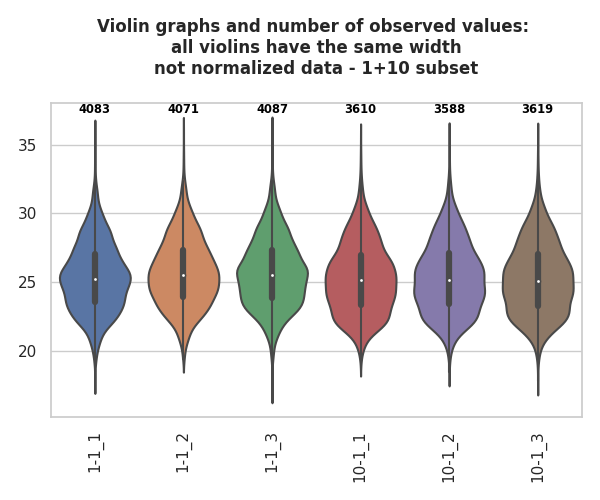 Violin graphs and number of observed values:
all violins have the same width
not normalized data - 1+10 subset
4083 4071 4087 3610 3588 3619
35
30
25
20
1-1_1 1-1_2 1-1_3 10-1_1 10-1_2 10-1_3